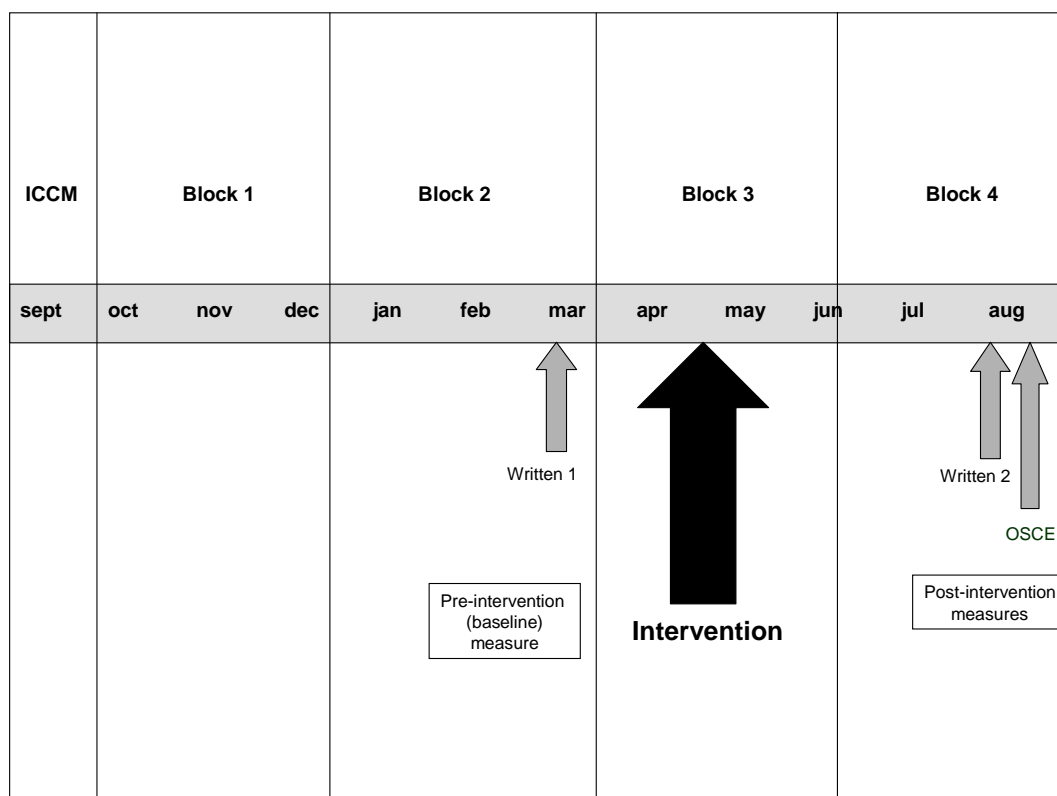 ICCM Block 1 Block 2 Block 3 Block 4
sept oct nov dec jan feb mar apr may jun jul aug
Written 1
Written 2
OSCE
Pre-intervention
(baseline)
measure
Intervention
Post-intervention
measures